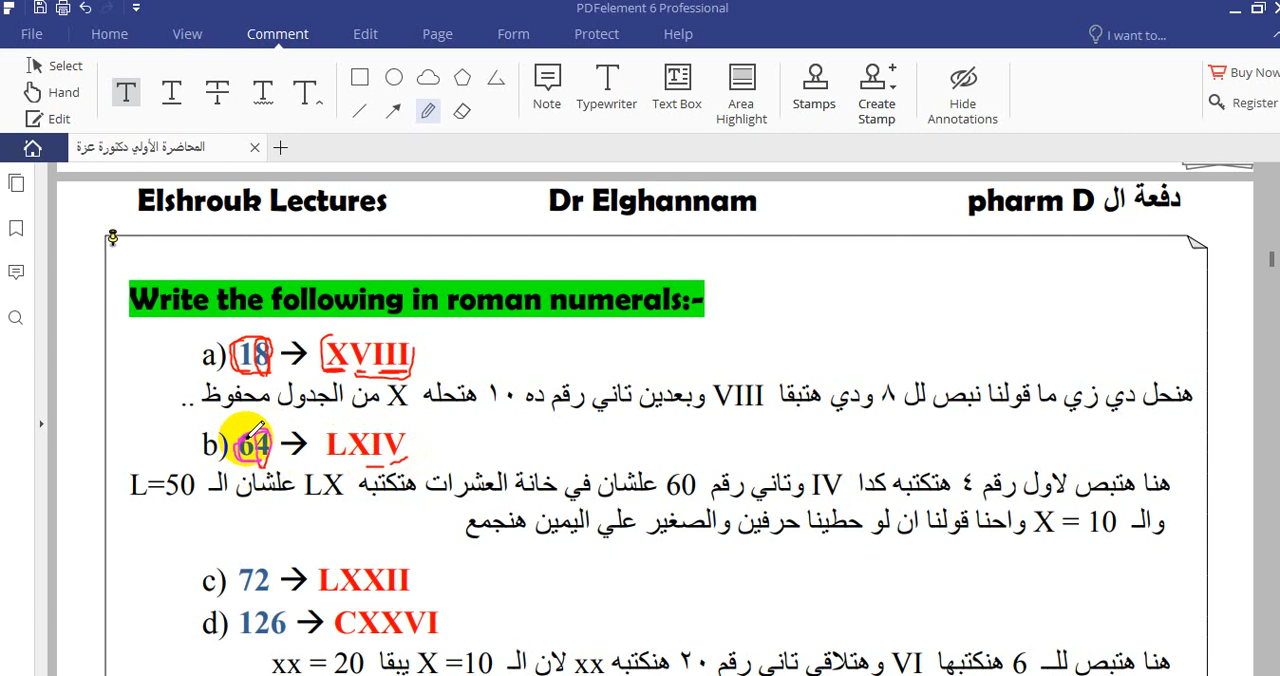 PDFelement 6 Professional
File Home View Comment Edit Page Form Protect Help I want to...
Select
Hand
Edit
Note Typewriter Text Box Area Highlight Stamps Create Stamp Hide Annotations
Buy Now
Register
المحاضرة الأولي دكتورة عزة
Elshrouk Lectures Dr Elghannam pharm D دفعة ال
Write the following in roman numerals:-
a) 18 → XVIII
هنحل دي زي ما قولنا نبص لل ٨ ودي هتبقا VIII وبعدين تاني رقم ده ١٠ هتحله X من الجدول محفوظ ..
b) 64 → LXIV
هنا هتبص لاول رقم ٤ هتكتبه كدا IV وتاني رقم 60 علشان في خانة العشرات هتكتبه LX علشان الـ L=50
والـ X = 10 واحنا قولنا ان لو حطينا حرفين والصغير علي اليمين هنجمع
c) 72 → LXXII
d) 126 → CXXVI
هنا هتبص للــ 6 هنكتبها VI وهتلاقي تاني رقم ٢٠ هنكتبه xx لان الـ X =10 يبقا xx = 20